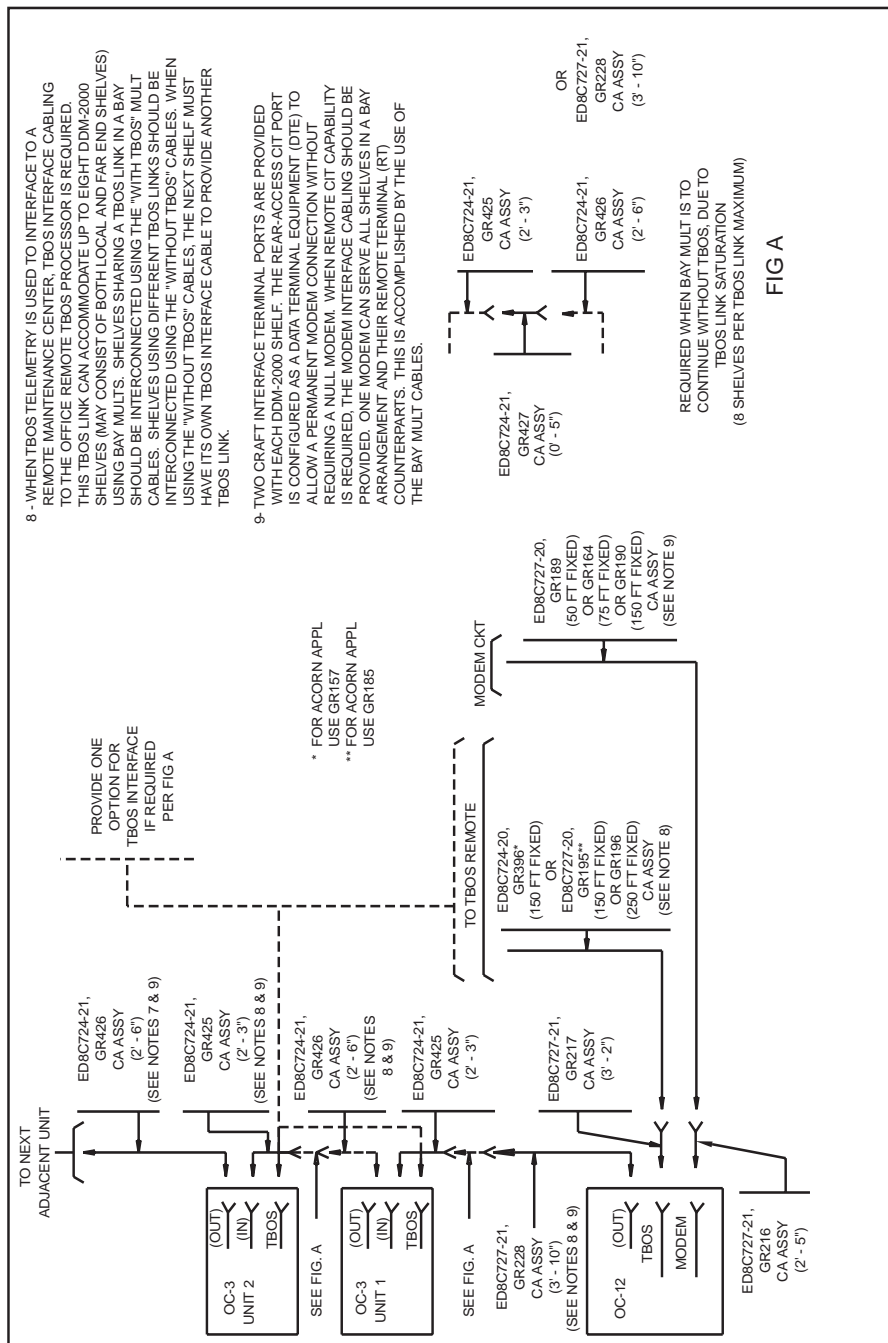 8 - WHEN TBOS TELEMETRY IS USED TO INTERFACE TO A
REMOTE MAINTENANCE CENTER, TBOS INTERFACE CABLING
TO THE OFFICE REMOTE TBOS PROCESSOR IS REQUIRED.
THIS TBOS LINK CAN ACCOMMODATE UP TO EIGHT DDM-2000
SHELVES (MAY CONSIST OF BOTH LOCAL AND FAR END SHELVES)
USING BAY MULTS. SHELVES SHARING A TBOS LINK IN A BAY
SHOULD BE INTERCONNECTED USING THE "WITH TBOS" MULT
CABLES. SHELVES USING DIFFERENT TBOS LINKS SHOULD BE
INTERCONNECTED USING THE "WITHOUT TBOS" CABLES. WHEN
USING THE "WITHOUT TBOS" CABLES, THE NEXT SHELF MUST
HAVE ITS OWN TBOS INTERFACE CABLE TO PROVIDE ANOTHER
TBOS LINK.
9- TWO CRAFT INTERFACE TERMINAL PORTS ARE PROVIDED
WITH EACH DDM-2000 SHELF. THE REAR-ACCESS CIT PORT
IS CONFIGURED AS A DATA TERMINAL EQUIPMENT (DTE) TO
ALLOW A PERMANENT MODEM CONNECTION WITHOUT
REQUIRING A NULL MODEM. WHEN REMOTE CIT CAPABILITY
IS REQUIRED, THE MODEM INTERFACE CABLING SHOULD BE
PROVIDED. ONE MODEM CAN SERVE ALL SHELVES IN A BAY
ARRANGEMENT AND THEIR REMOTE TERMINAL (RT)
COUNTERPARTS. THIS IS ACCOMPLISHED BY THE USE OF
THE BAY MULT CABLES.
PROVIDE ONE
OPTION FOR
TBOS INTERFACE
IF REQUIRED
PER FIG A
* FOR ACORN APPL
USE GR157
** FOR ACORN APPL
USE GR185
TO NEXT
ADJACENT UNIT
ED8C724-21,
GR426
CA ASSY
(2' - 6")
(SEE NOTES 7 & 9)
ED8C724-21,
GR425
CA ASSY
(2' - 3")
(SEE NOTES 8 & 9)
ED8C724-21,
GR426
CA ASSY
(2' - 6")
(SEE NOTES
8 & 9)
ED8C724-21,
GR425
CA ASSY
(2' - 3")
ED8C727-21,
GR217
CA ASSY
(3' - 2")
TO TBOS REMOTE
ED8C724-20,
GR396*
(150 FT FIXED)
OR
ED8C727-20,
GR195**
(150 FT FIXED)
OR GR196
(250 FT FIXED)
CA ASSY
(SEE NOTE 8)
MODEM CKT
ED8C727-20,
GR189
(50 FT FIXED)
OR GR164
(75 FT FIXED)
OR GR190
(150 FT FIXED)
CA ASSY
(SEE NOTE 9)
(OUT)
(IN)
TBOS
OC-3
UNIT 2
SEE FIG. A
(OUT)
(IN)
TBOS
OC-3
UNIT 1
SEE FIG. A
ED8C727-21,
GR228
CA ASSY
(3' - 10")
(SEE NOTES 8 & 9)
(OUT)
TBOS
MODEM
OC-12
ED8C727-21,
GR216
CA ASSY
(2' - 5")
ED8C724-21,
GR425
CA ASSY
(2' - 3")
ED8C724-21,
GR426
CA ASSY
(2' - 6")
OR
ED8C727-21,
GR228
CA ASSY
(3' - 10")
ED8C724-21,
GR427
CA ASSY
(0' - 5")
REQUIRED WHEN BAY MULT IS TO
CONTINUE WITHOUT TBOS, DUE TO
TBOS LINK SATURATION
(8 SHELVES PER TBOS LINK MAXIMUM)
FIG A